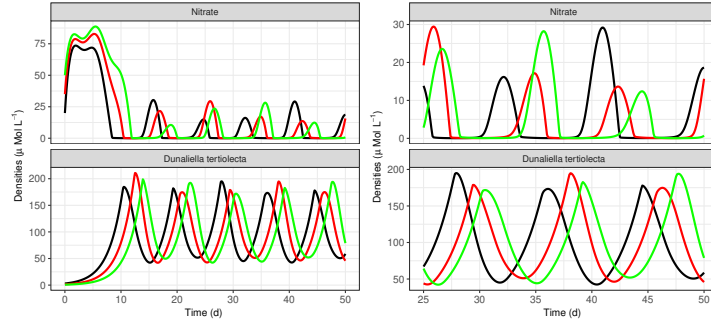 Nitrate
75
50
25
0
Dunaliella tertiolecta
200
150
100
50
0
0 10 20 30 40 50
Time (d)
Densities (μ Mol L⁻¹)
Nitrate
30
20
10
0
Dunaliella tertiolecta
200
150
100
50
25 30 35 40 45 50
Time (d)
Densities (μ Mol L⁻¹)